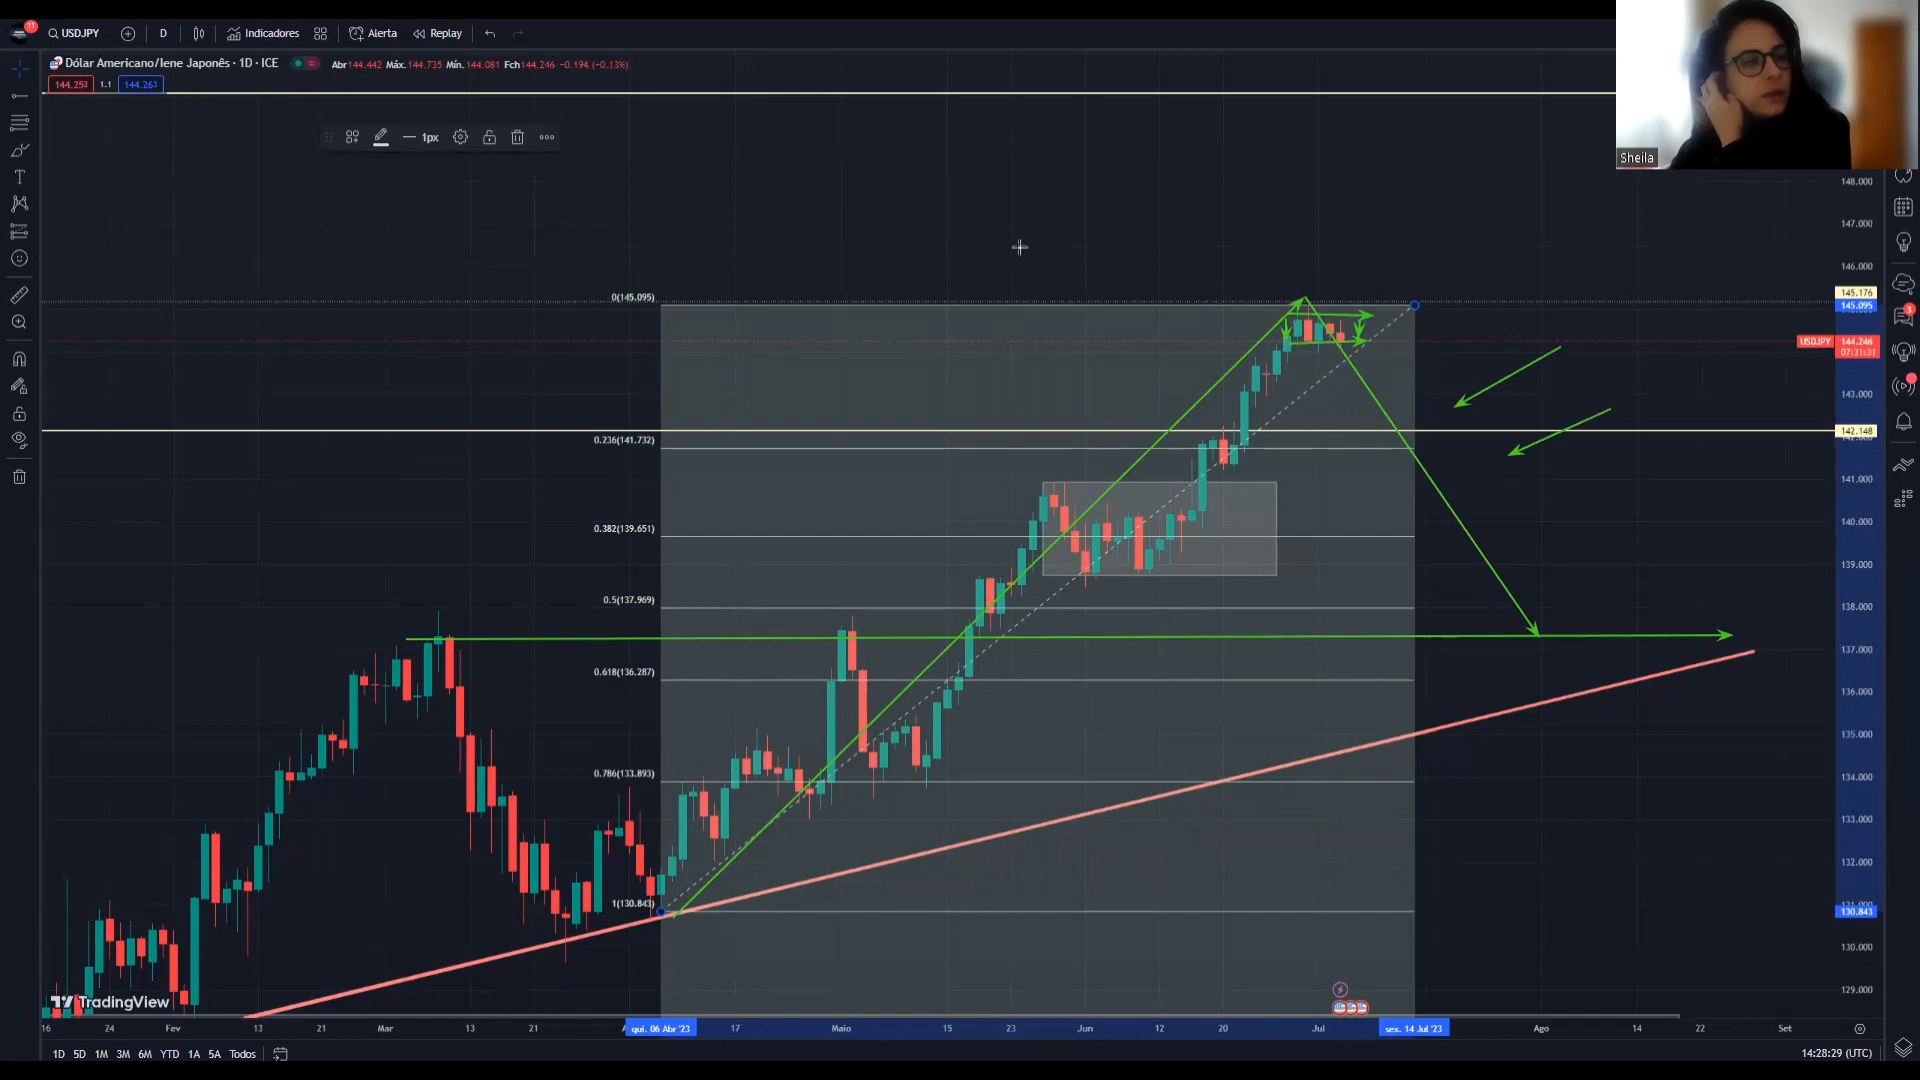 11
USDJPY
D
Indicadores
Alerta
Replay
Dólar Americano/Iene Japonês · 1D · ICE
Abr144.442 Máx.144.735 Mín.144.081 Fch144.246 −0.194 (−0.13%)
144.252 1.1 144.263
1px
Sheila
148.000
147.000
146.000
0(145.095)
145.176
145.095
USDJPY 144.246
07:31:31
143.000
142.148
0.236(141.732)
141.000
140.000
0.382(139.651)
139.000
0.5(137.969)
138.000
137.000
0.618(136.287)
136.000
135.000
0.786(133.893)
134.000
133.000
132.000
1(130.843)
130.843
130.000
129.000
3
TradingView
16 24 Fev 13 21 Mar 13 21 qui. 06 Abr '23 17 Maio 15 23 Jun 12 20 Jul sex. 14 Jul '23 Ago 14 22 Set
1D 5D 1M 3M 6M YTD 1A 5A Todos
14:28:29 (UTC)